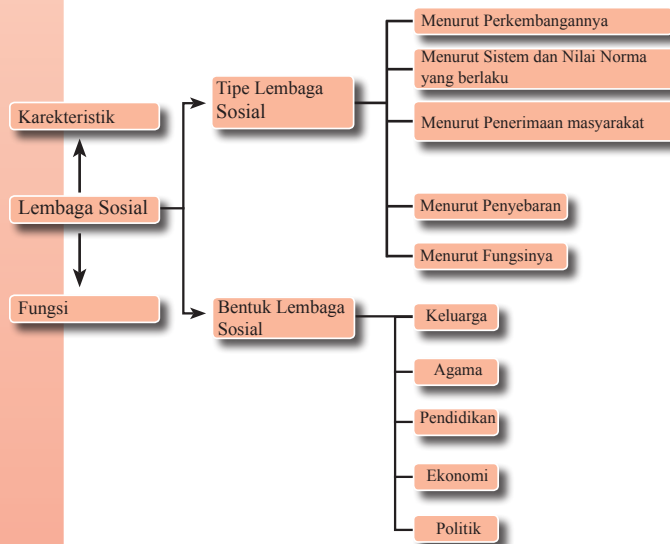 Menurut Perkembangannya
Menurut Sistem dan Nilai Norma
yang berlaku
Tipe Lembaga
Sosial
Karekteristik
Menurut Penerimaan masyarakat
Lembaga Sosial
Menurut Penyebaran
Menurut Fungsinya
Fungsi
Bentuk Lembaga
Sosial
Keluarga
Agama
Pendidikan
Ekonomi
Politik